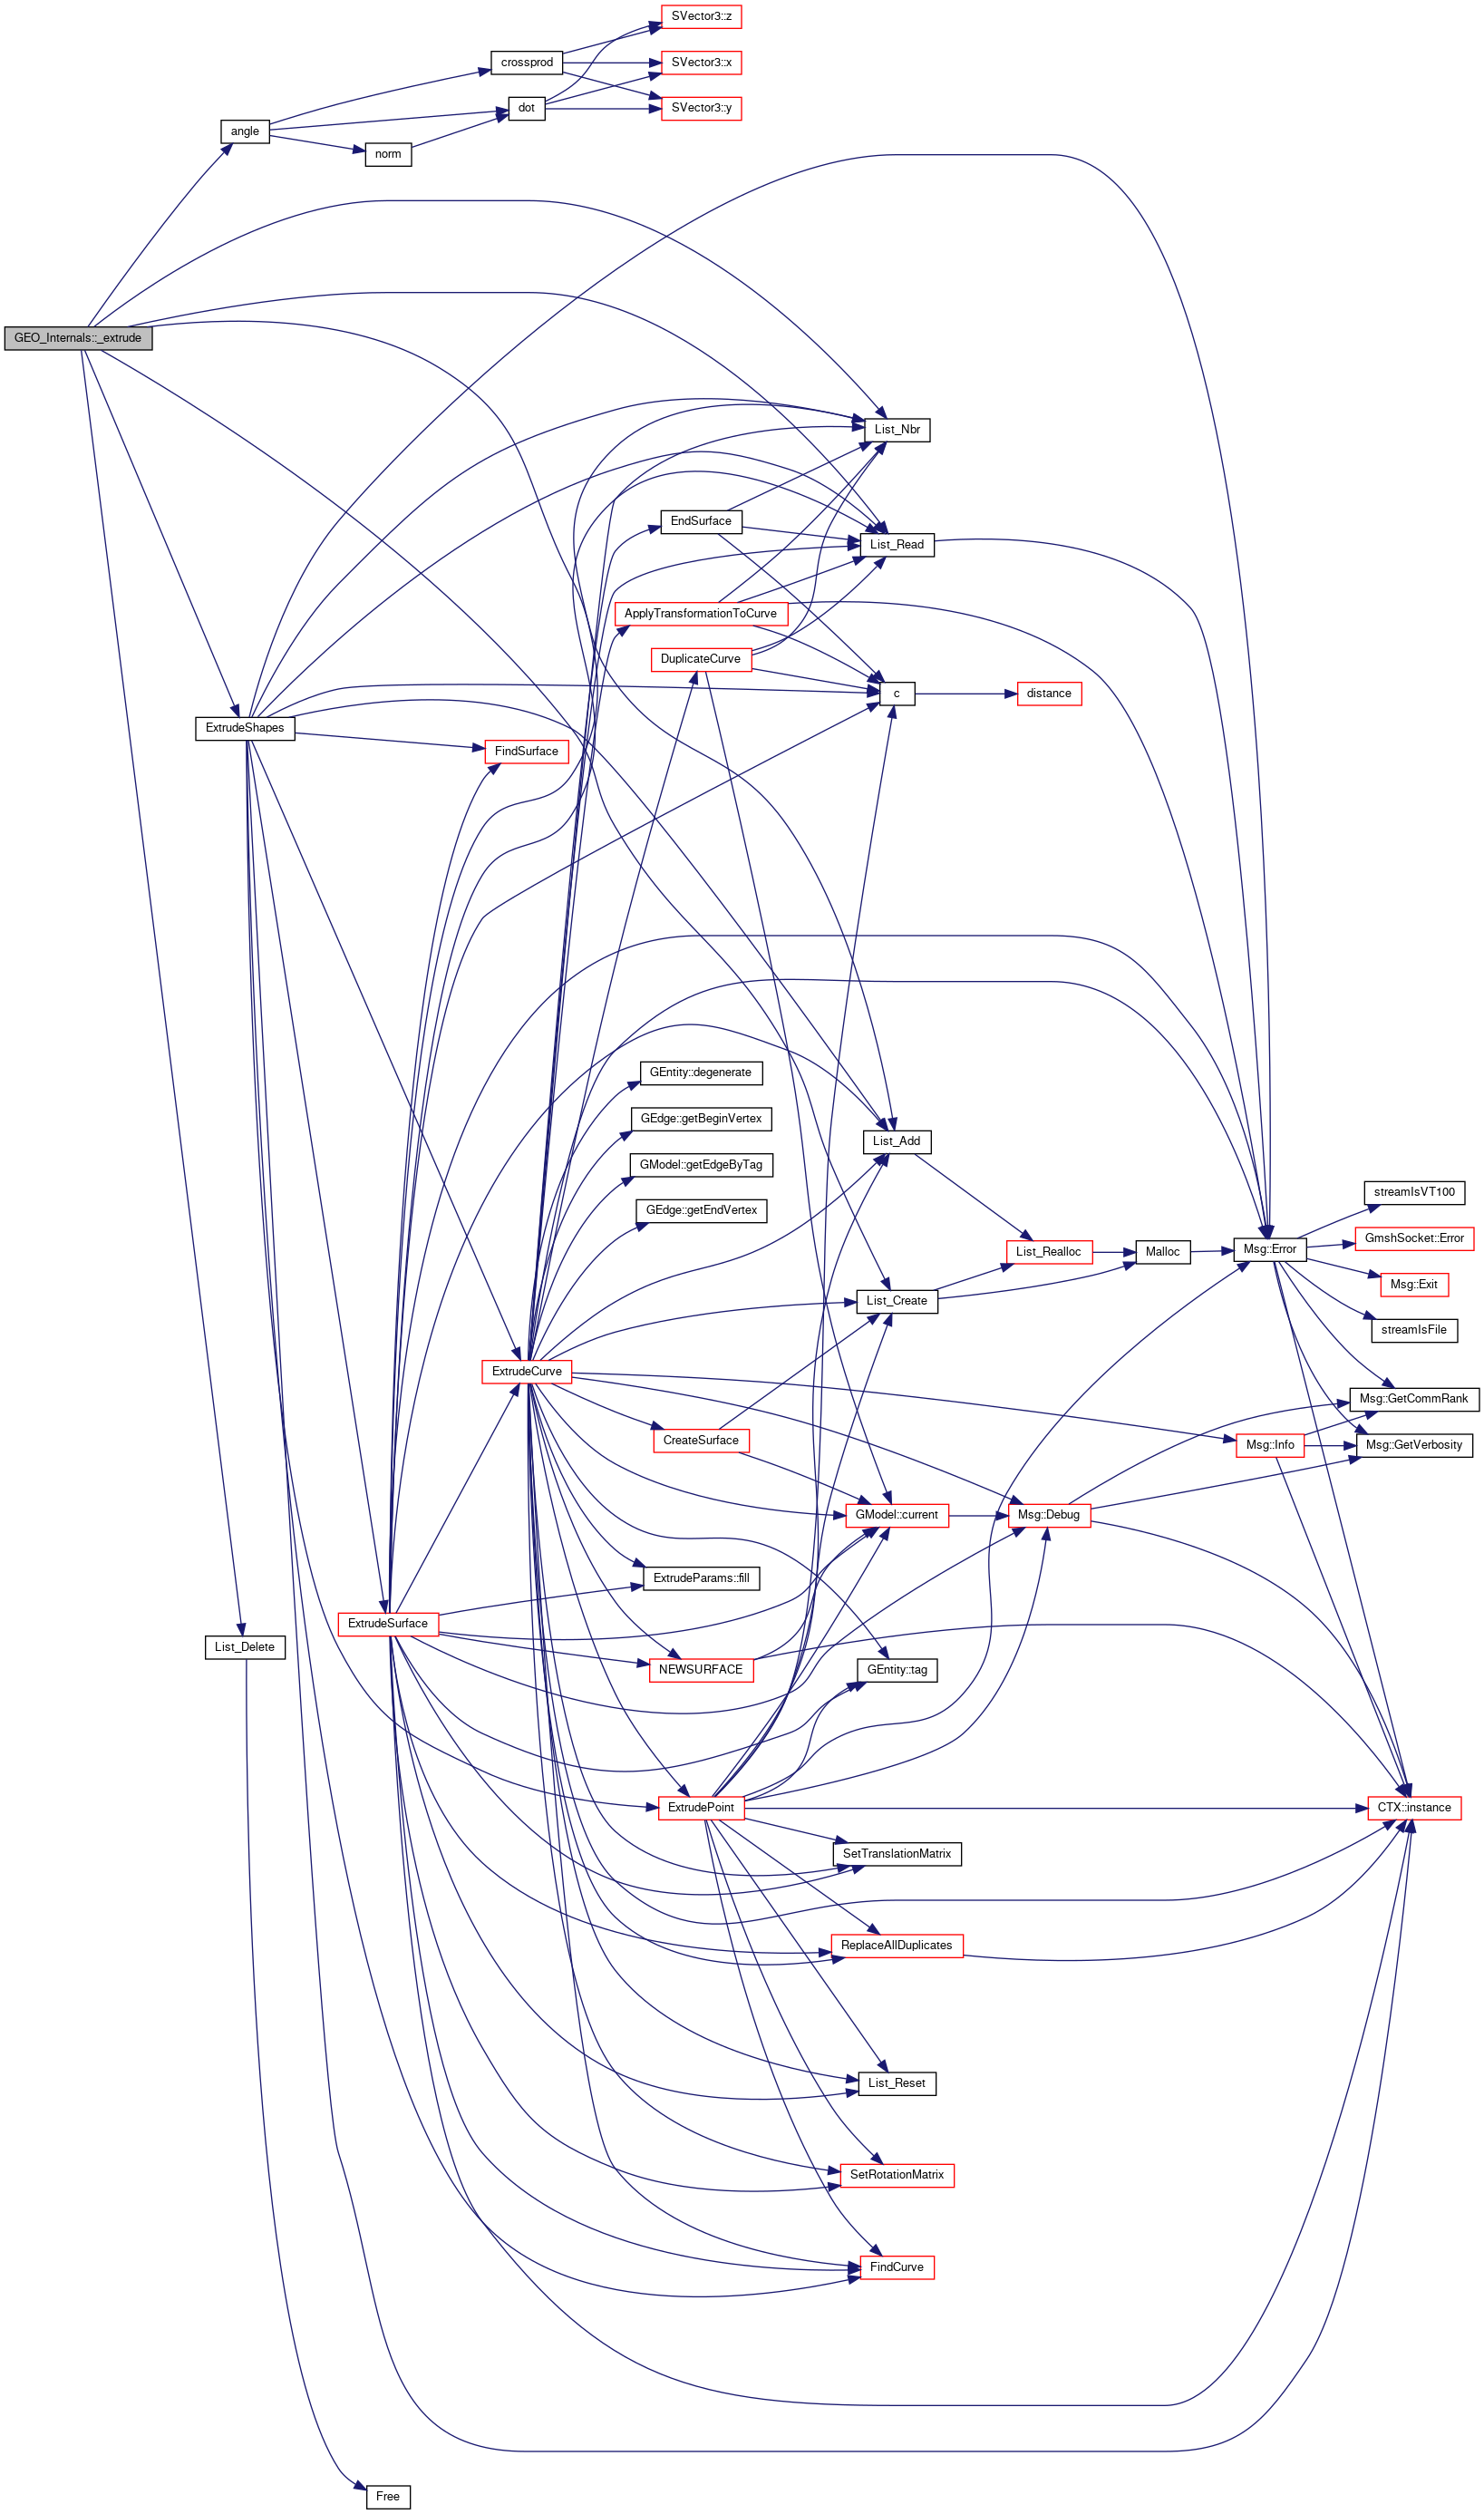 SVector3::z
crossprod
SVector3::x
dot
SVector3::y
angle
norm
GEO_Internals::_extrude
List_Nbr
EndSurface
List_Read
ApplyTransformationToCurve
DuplicateCurve
c
distance
ExtrudeShapes
FindSurface
GEntity::degenerate
GEdge::getBeginVertex
List_Add
GModel::getEdgeByTag
streamIsVT100
GEdge::getEndVertex
GmshSocket::Error
List_Realloc
Malloc
Msg::Error
Msg::Exit
List_Create
streamIsFile
ExtrudeCurve
Msg::GetCommRank
CreateSurface
Msg::Info
Msg::GetVerbosity
GModel::current
Msg::Debug
ExtrudeParams::fill
ExtrudeSurface
List_Delete
NEWSURFACE
GEntity::tag
ExtrudePoint
CTX::instance
SetTranslationMatrix
ReplaceAllDuplicates
List_Reset
SetRotationMatrix
FindCurve
Free